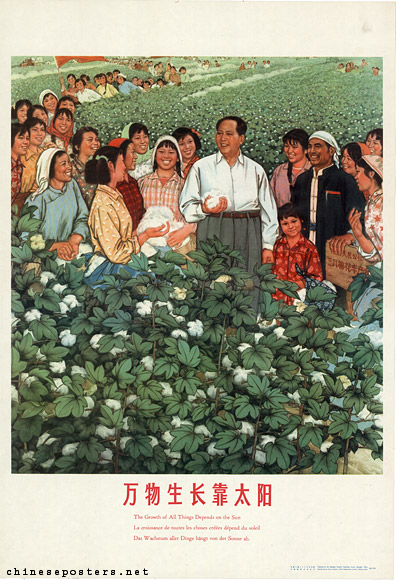 万物生长靠太阳
The Growth of All Things Depends on the Sun
La croissance de toutes les choses créées dépend du soleil
Das Wachstum aller Dinge hängt von der Sonne ab.
chineseposters.net